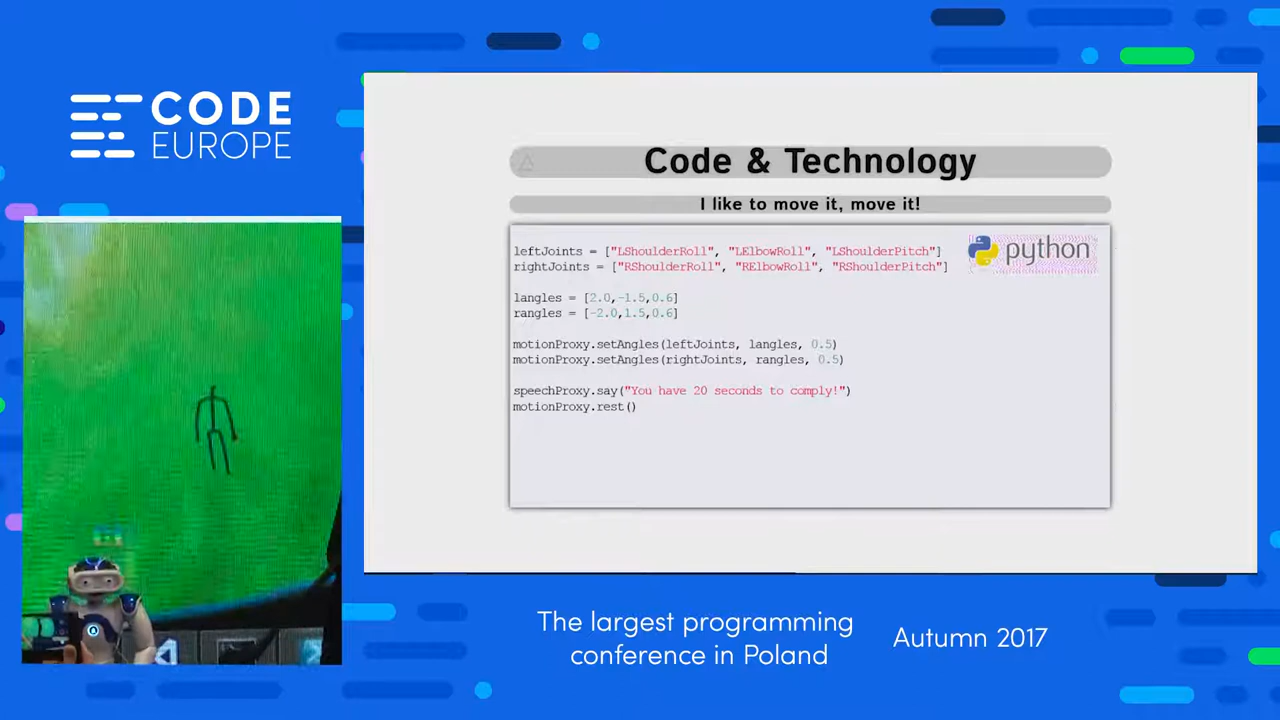 CODE
EUROPE
Code & Technology
I like to move it, move it!
leftJoints = ["LShoulderRoll", "LElbowRoll", "LShoulderPitch"]
rightJoints = ["RShoulderRoll", "RElbowRoll", "RShoulderPitch"]
python
langles = [2.0,-1.5,0.6]
rangles = [-2.0,1.5,0.6]
motionProxy.setAngles(leftJoints, langles, 0.5)
motionProxy.setAngles(rightJoints, rangles, 0.5)
speechProxy.say("You have 20 seconds to comply!")
motionProxy.rest()
The largest programming
conference in Poland
Autumn 2017